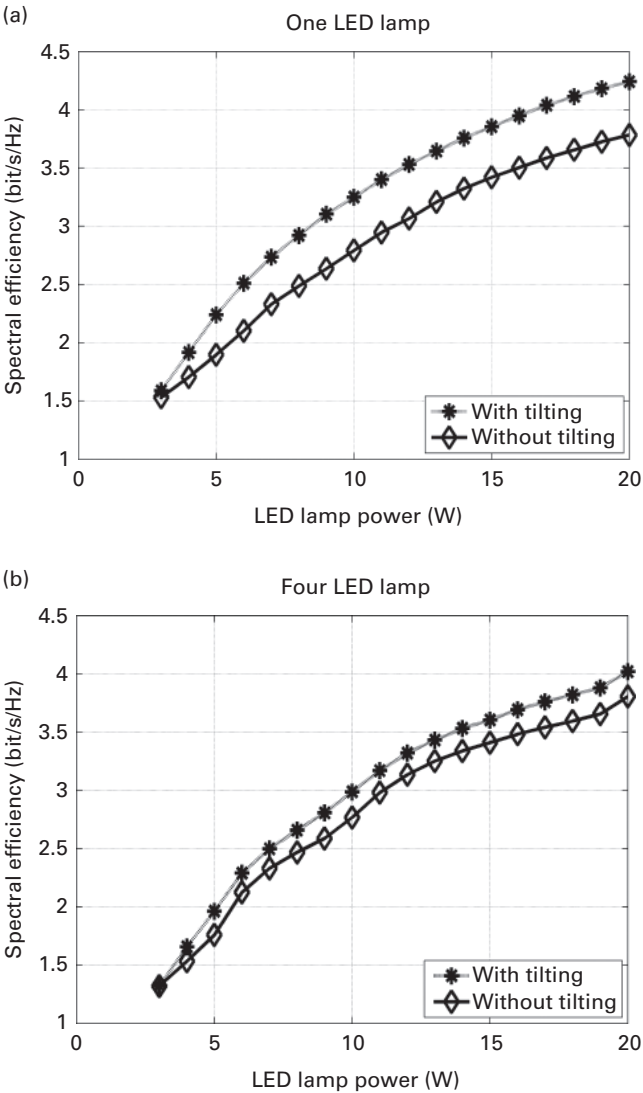 (a)
One LED lamp
4.5
4
3.5
3
2.5
2
1.5
1
Spectral efficiency (bit/s/Hz)
With tilting
Without tilting
0 5 10 15 20
LED lamp power (W)
(b)
Four LED lamp
4.5
4
3.5
3
2.5
2
1.5
1
Spectral efficiency (bit/s/Hz)
With tilting
Without tilting
0 5 10 15 20
LED lamp power (W)